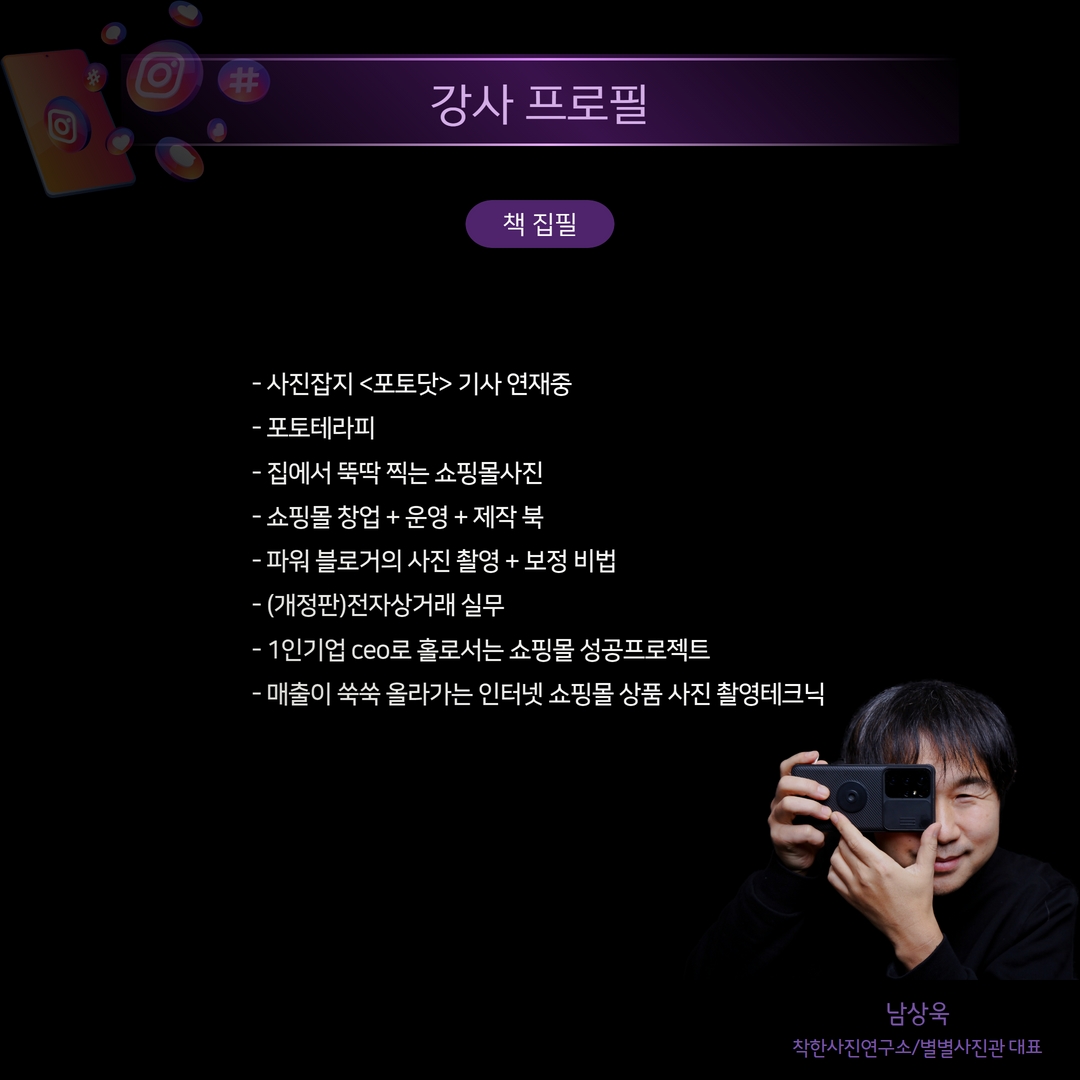 강사 프로필
책 집필
- 사진잡지 <포토닷> 기사 연재중
- 포토테라피
- 집에서 뚝딱 찍는 쇼핑몰사진
- 쇼핑몰 창업 + 운영 + 제작 북
- 파워 블로거의 사진 촬영 + 보정 비법
- (개정판)전자상거래 실무
- 1인기업 ceo로 홀로서는 쇼핑몰 성공프로젝트
- 매출이 쑥쑥 올라가는 인터넷 쇼핑몰 상품 사진 촬영테크닉
남상욱
착한사진연구소/별별사진관 대표